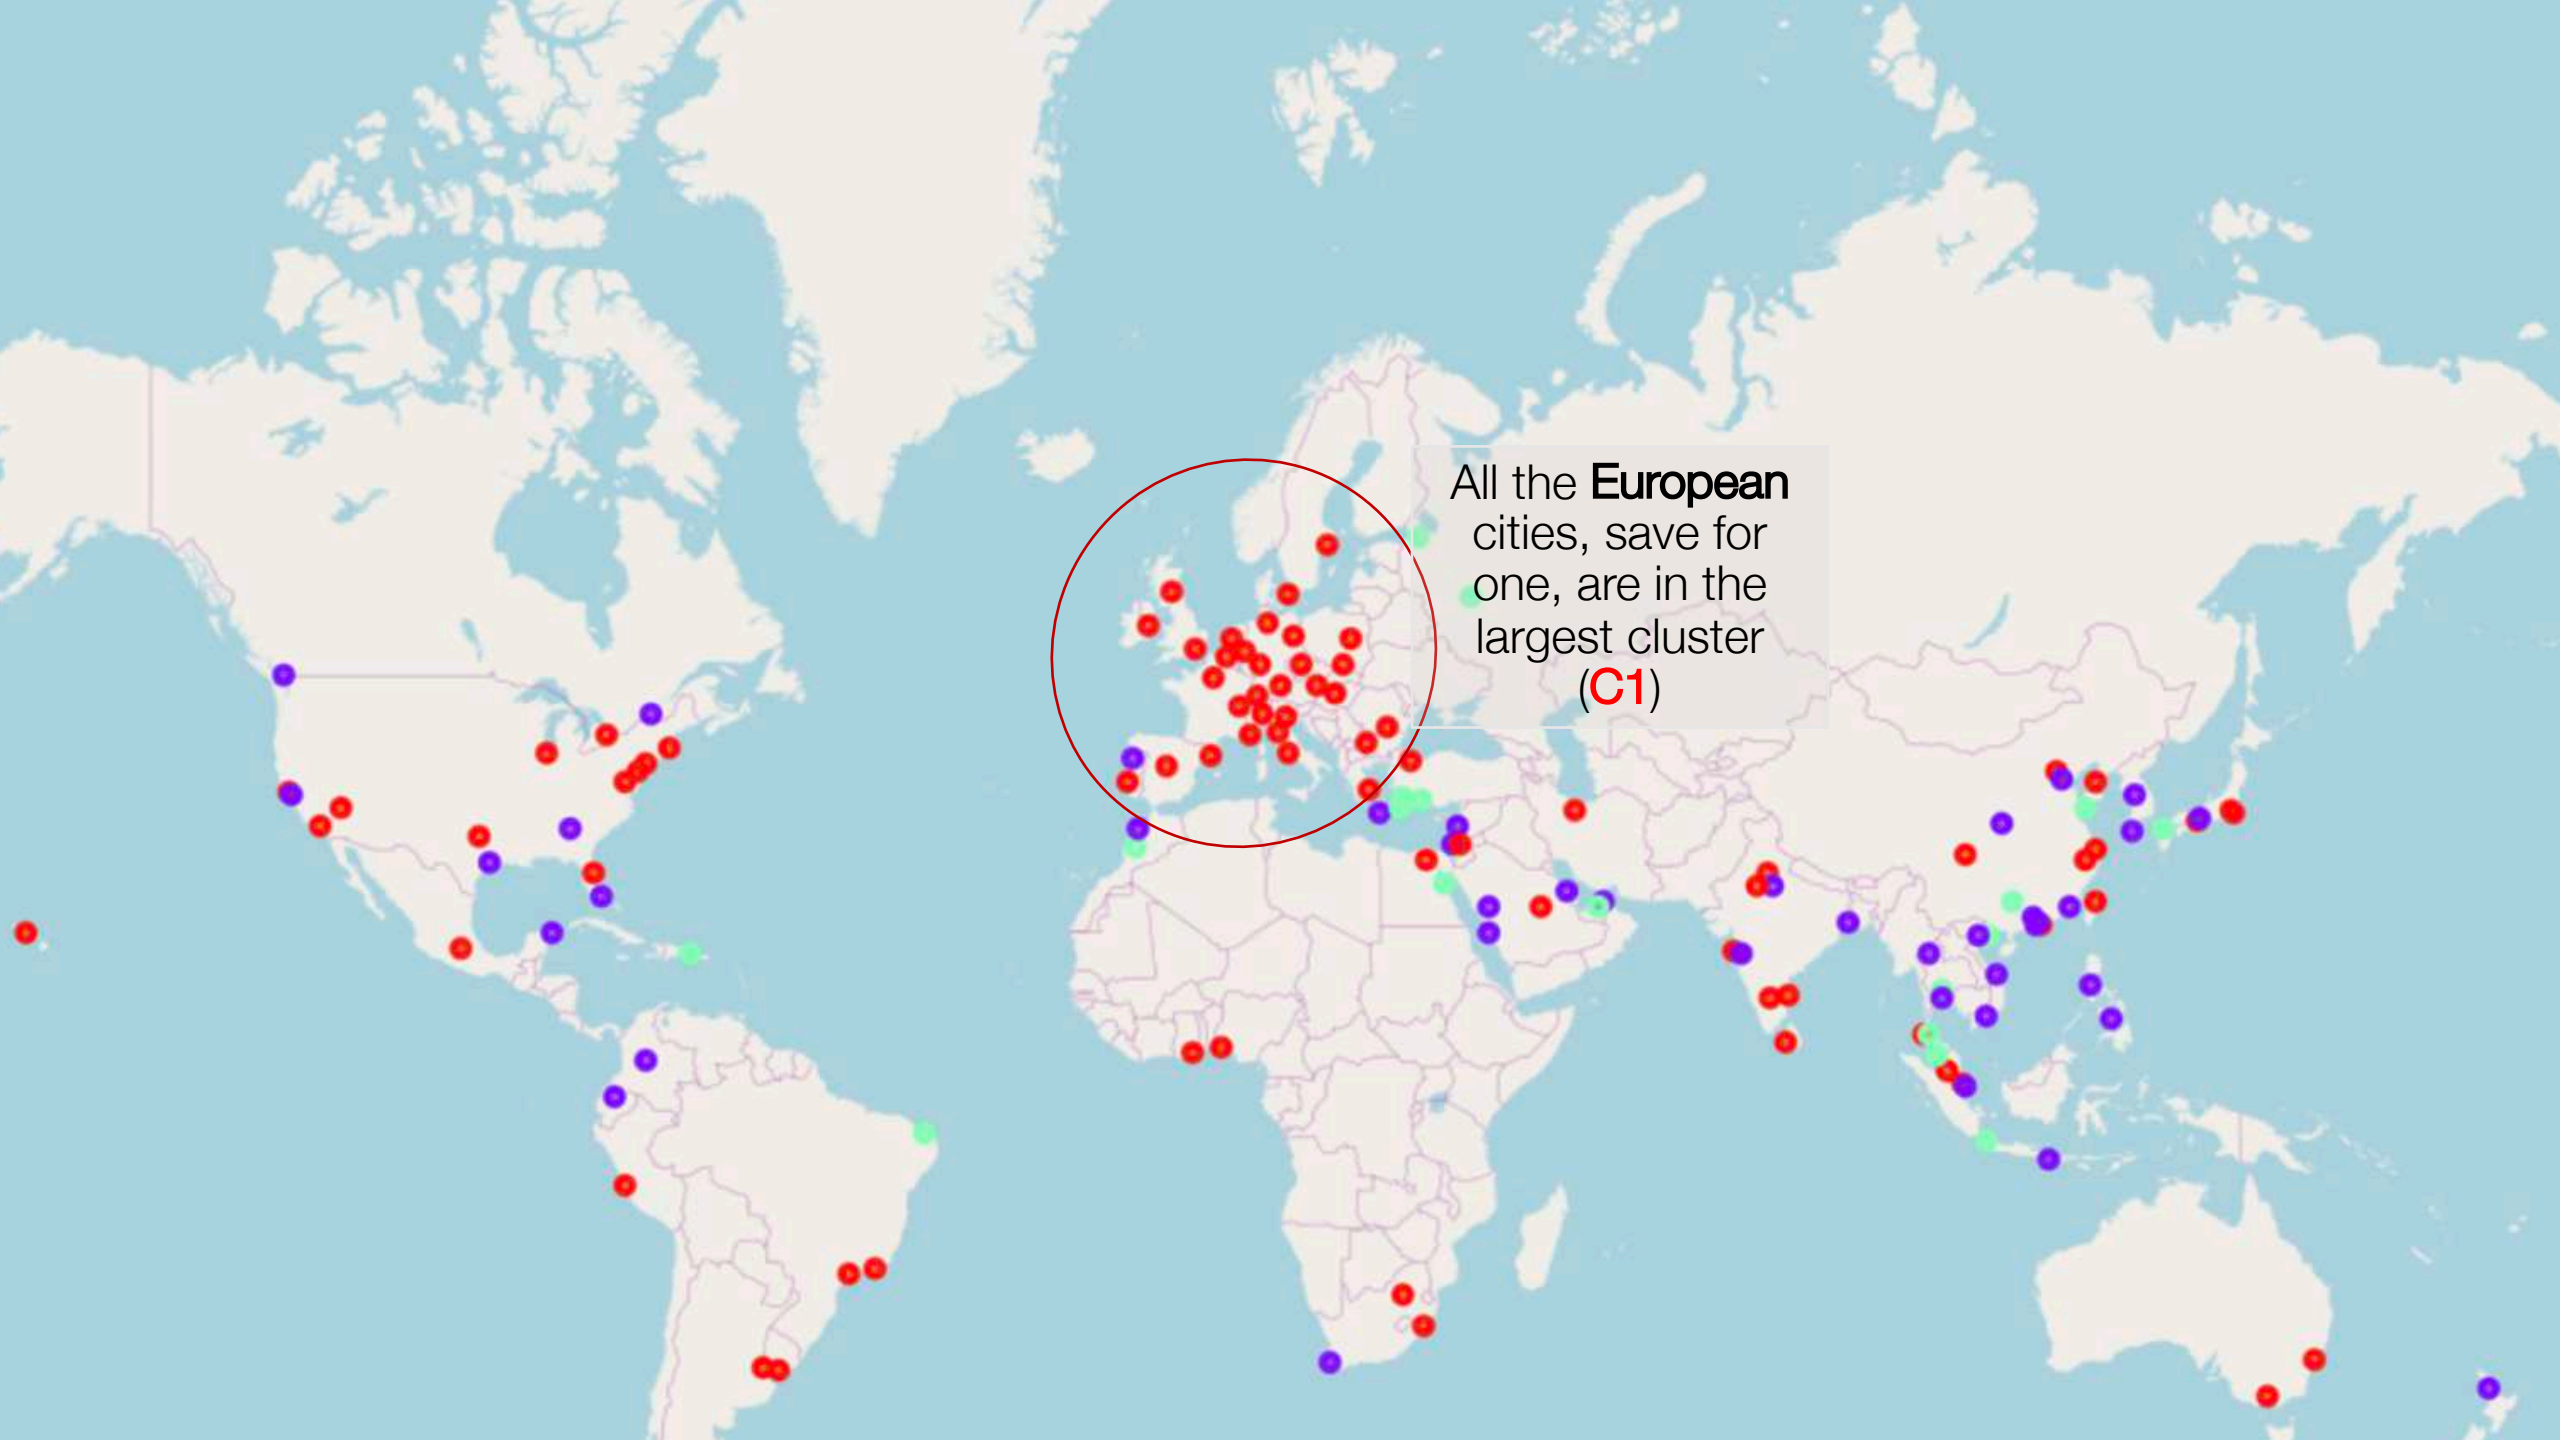 All the European
cities, save for
one, are in the
largest cluster
(C1)